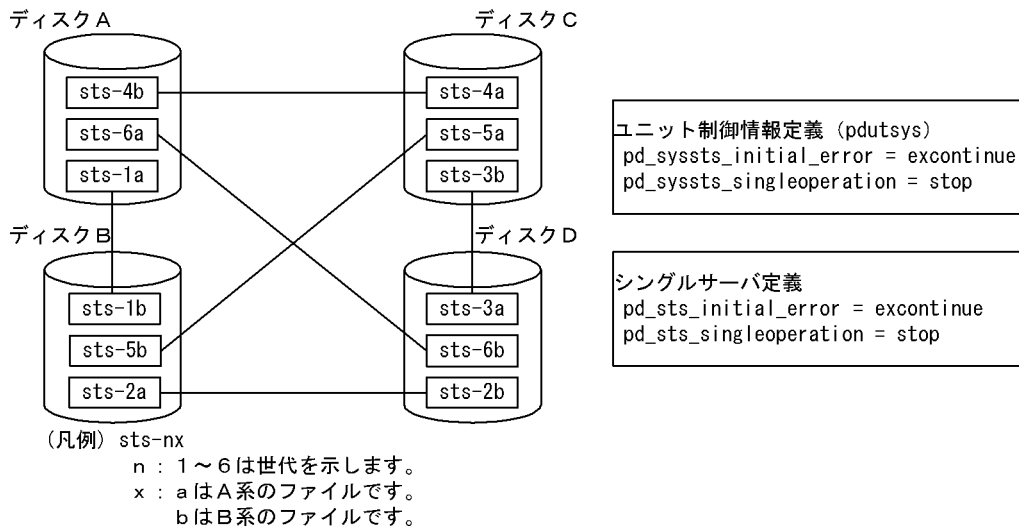 ディスクA
sts-4b
sts-6a
sts-1a
ディスクC
sts-4a
sts-5a
sts-3b
ディスクB
sts-1b
sts-5b
sts-2a
ディスクD
sts-3a
sts-6b
sts-2b
ユニット制御情報定義 (pdutsys)
pd_syssts_initial_error = excontinue
pd_syssts_singleoperation = stop
シングルサーバ定義
pd_sts_initial_error = excontinue
pd_sts_singleoperation = stop
(凡例) sts-nx
n : 1~6は世代を示します。
x : aはA系のファイルです。
bはB系のファイルです。